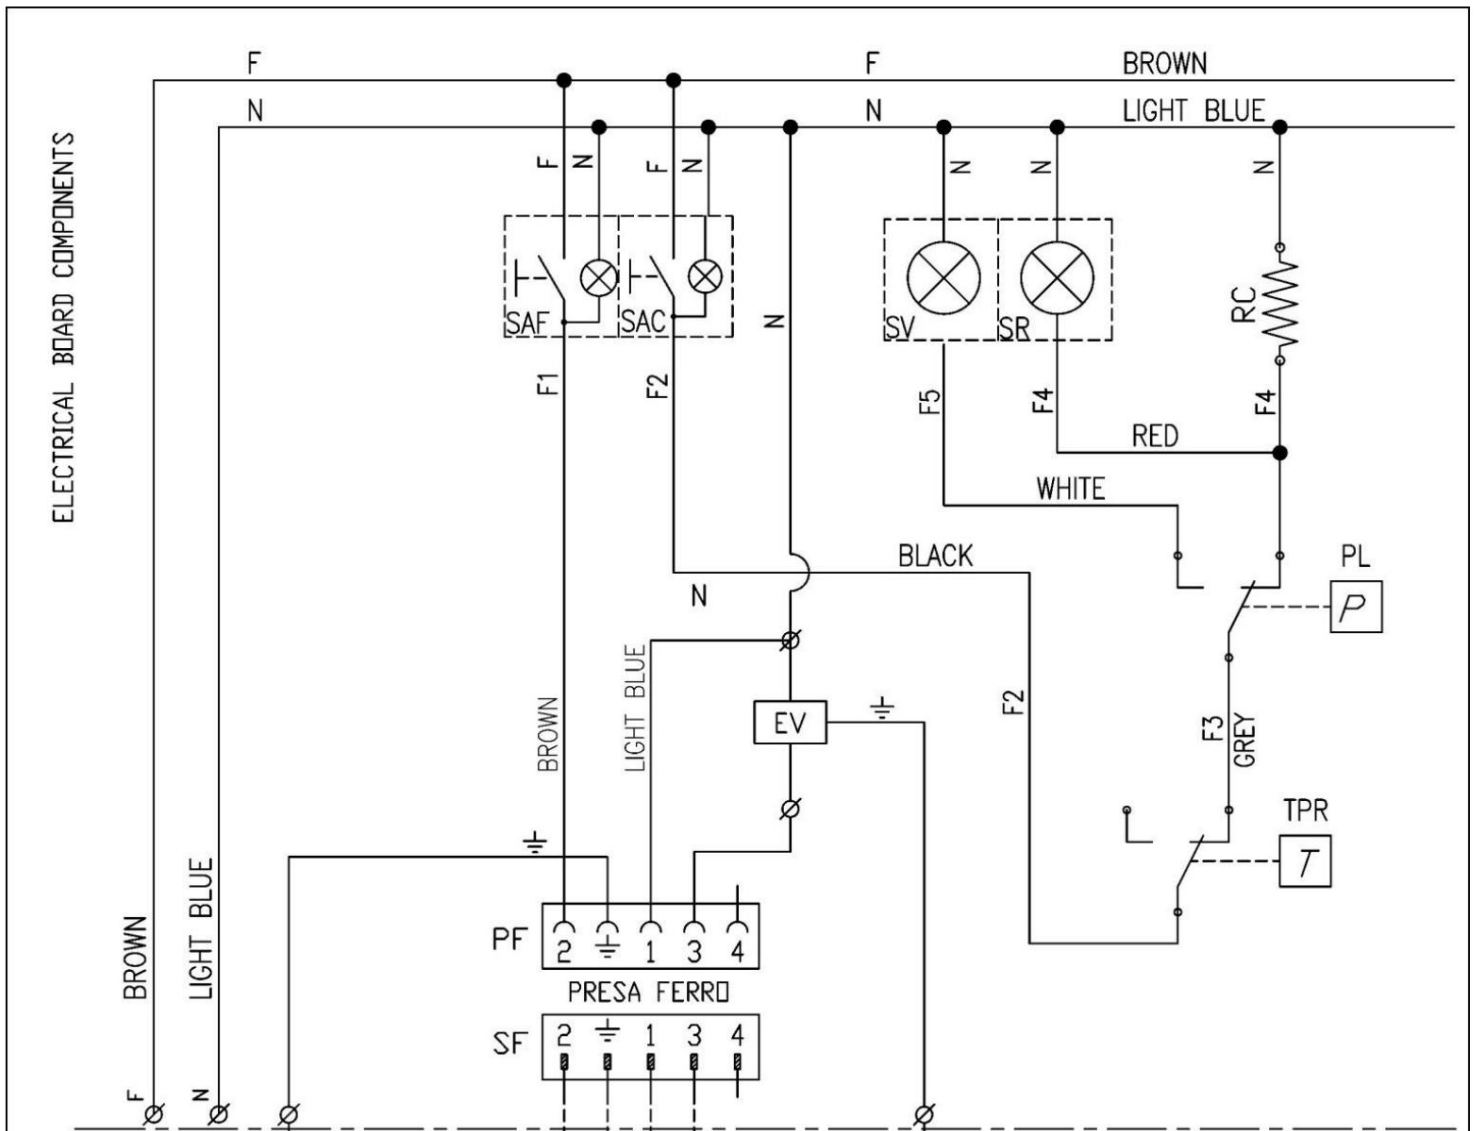 F F BROWN
N N LIGHT BLUE
ELECTRICAL BOARD COMPONENTS
F N F N N N N
SAF SAC N SV SR RC
F1 F2 F5 F4 F4
RED
WHITE
BLACK
N
PL
P
BROWN
LIGHT BLUE
EV
F2
F3
GREY
TPR
T
BROWN
LIGHT BLUE
PF 2 1 3 4
PRESA FERRO
SF 2 1 3 4
F N